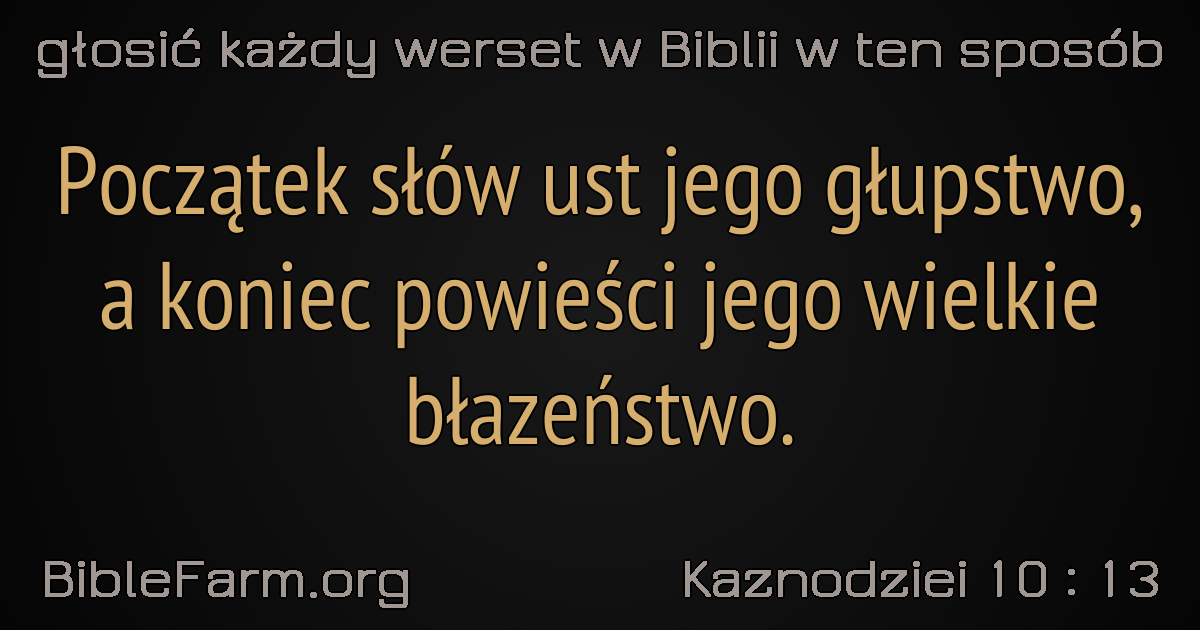 głosić każdy werset w Biblii w ten sposób
Początek słów ust jego głupstwo,
a koniec powieści jego wielkie
błazeństwo.
BibleFarm.org
Kaznodziei 10 : 13